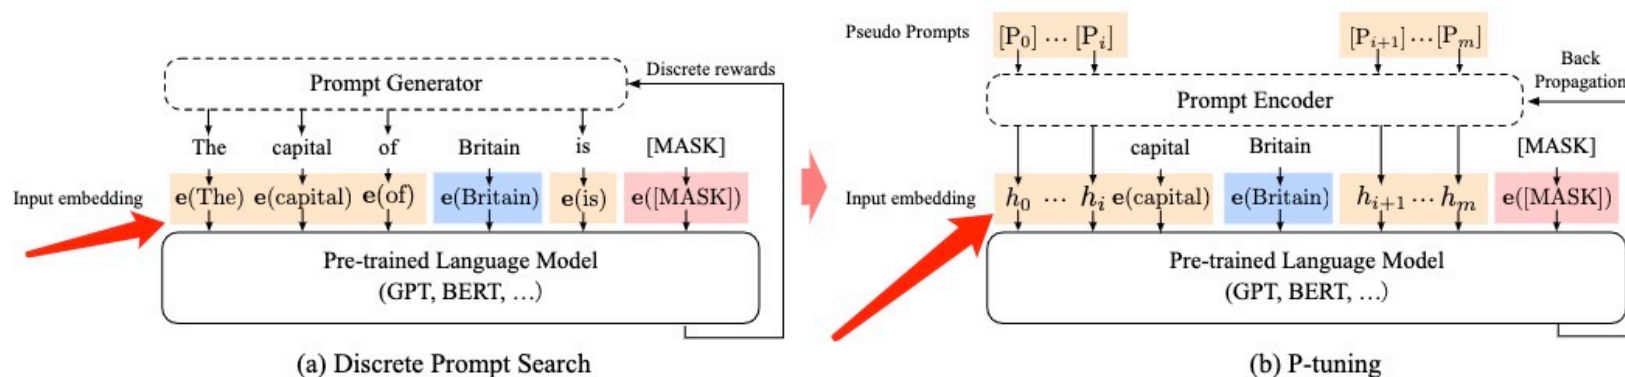 Prompt Generator
Discrete rewards
The capital of Britain is [MASK]
Input embedding
e(The) e(capital) e(of) e(Britain) e(is) e([MASK])
Pre-trained Language Model
(GPT, BERT, …)
(a) Discrete Prompt Search
Pseudo Prompts
[P₀] ··· [Pᵢ] [Pᵢ₊₁] ··· [Pₘ]
Back
Propagation
Prompt Encoder
capital Britain [MASK]
Input embedding
h₀ ··· hᵢ e(capital) e(Britain) hᵢ₊₁ ··· hₘ e([MASK])
Pre-trained Language Model
(GPT, BERT, …)
(b) P-tuning